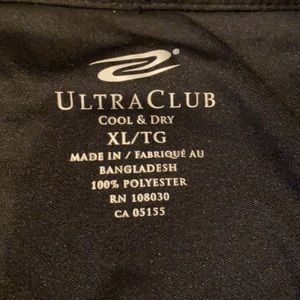 ®
ULTRACLUB
COOL & DRY
XL/TG
MADE IN / FABRIQUÉ AU
BANGLADESH
100% POLYESTER
RN 108030
CA 05155